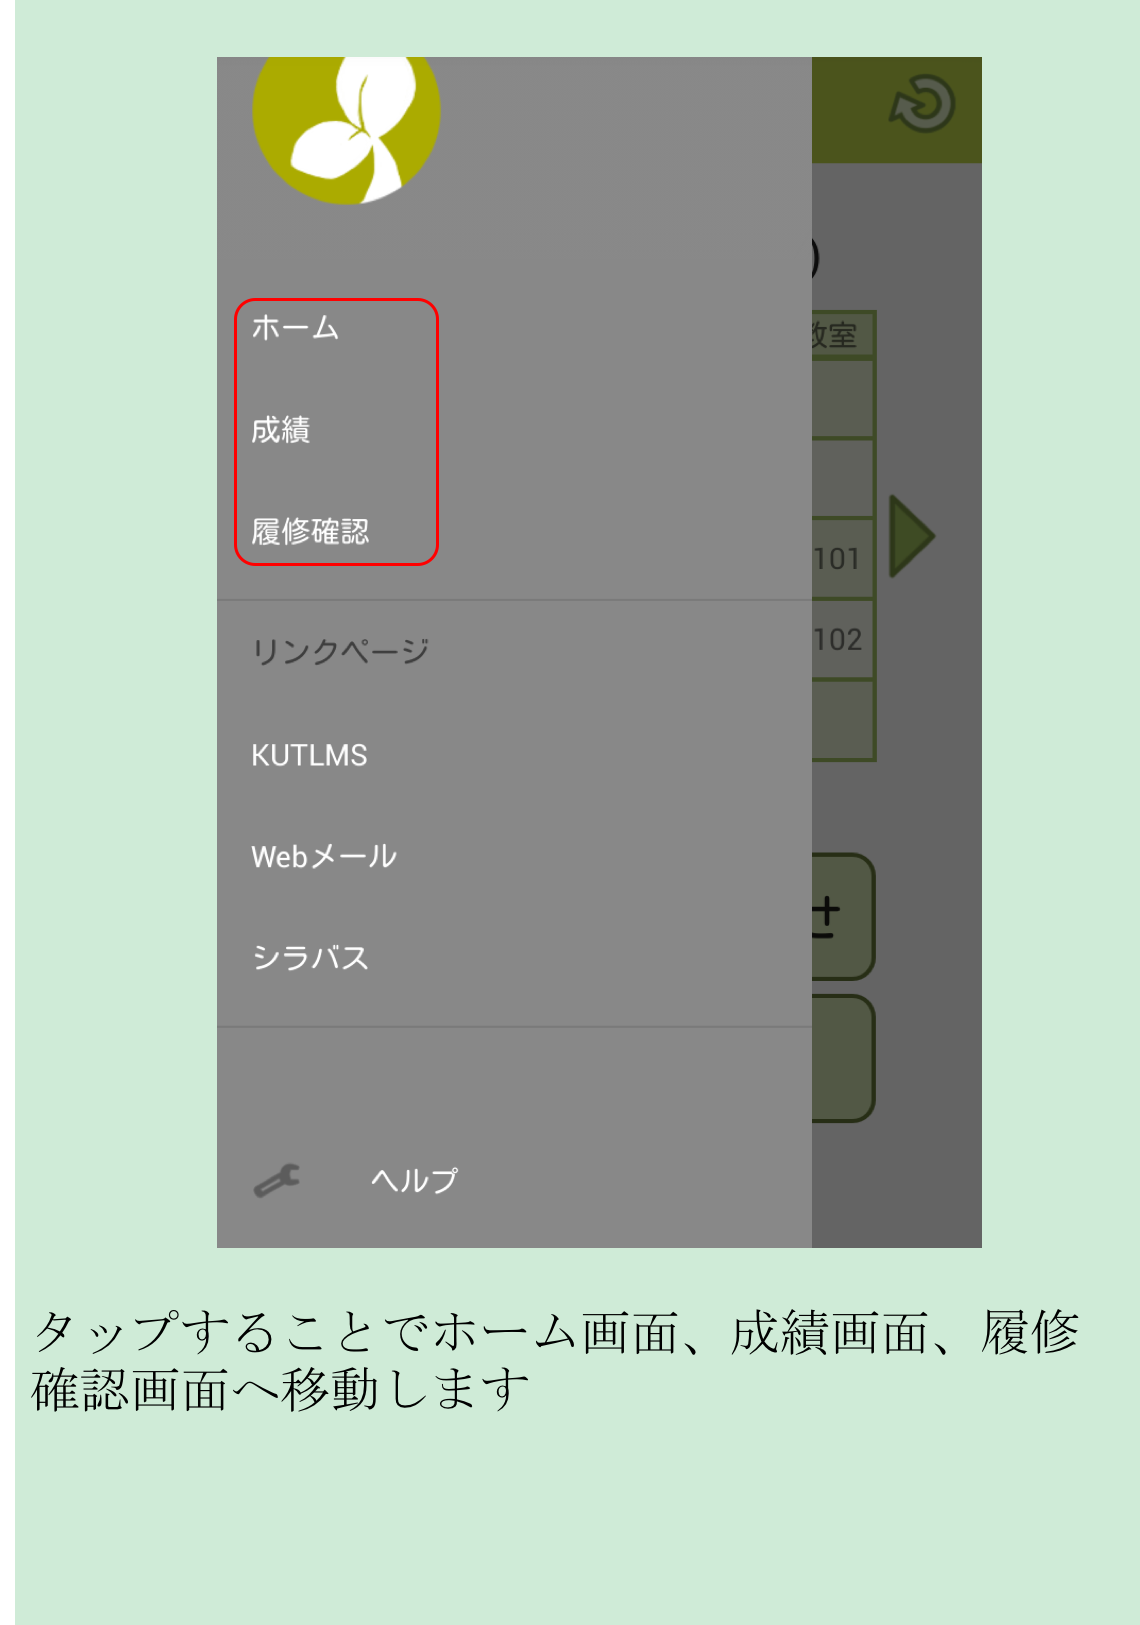 ホーム
成績
履修確認
リンクページ
KUTLMS
Webメール
シラバス
ヘルプ
)
教室
101
102
せ
タップすることでホーム画面、成績画面、履修
確認画面へ移動します